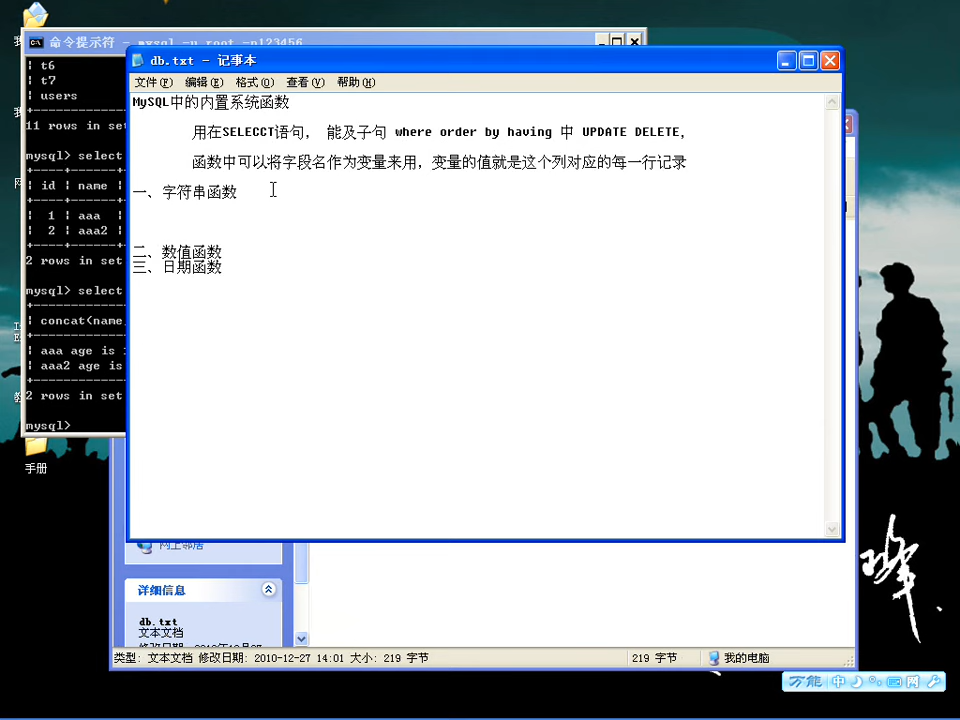 命令提示符 - mysql -u root -p123456
| t6
| t7
| users
11 rows in set
mysql> select
| id | name |
| 1 | aaa |
| 2 | aaa2 |
2 rows in set
mysql> select
| concat(name,
| aaa age is
| aaa2 age is
2 rows in set
mysql>
手册
db.txt - 记事本
文件(F) 编辑(E) 格式(O) 查看(V) 帮助(H)
MySQL中的内置系统函数
用在SELECCT语句， 能及子句 where order by having 中 UPDATE DELETE,
函数中可以将字段名作为变量来用，变量的值就是这个列对应的每一行记录
一、字符串函数
二、数值函数
三、日期函数
网上邻居
详细信息
db.txt
文本文档
类型: 文本文档 修改日期: 2010-12-27 14:01 大小: 219 字节
219 字节
我的电脑
万能 中 网